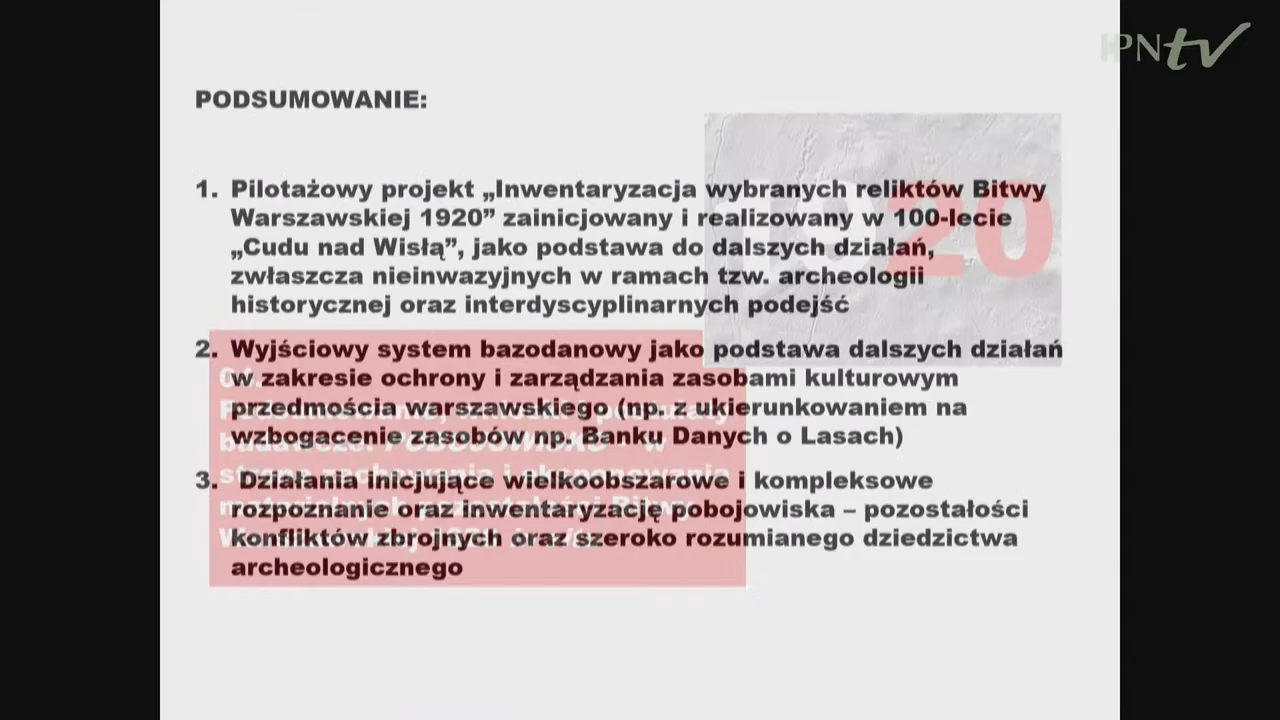 IPNtv
PODSUMOWANIE:
1920
1. Pilotażowy projekt „Inwentaryzacja wybranych reliktów Bitwy
Warszawskiej 1920” zainicjowany i realizowany w 100-lecie
„Cudu nad Wisłą”, jako podstawa do dalszych działań,
zwłaszcza nieinwazyjnych w ramach tzw. archeologii
historycznej oraz interdyscyplinarnych podejść
2. Wyjściowy system bazodanowy jako podstawa dalszych działań
w zakresie ochrony i zarządzania zasobami kulturowym
przedmościa warszawskiego (np. z ukierunkowaniem na
wzbogacenie zasobów np. Banku Danych o Lasach)
3. Działania inicjujące wielkoobszarowe i kompleksowe
rozpoznanie oraz inwentaryzację pobojowiska – pozostałości
konfliktów zbrojnych oraz szeroko rozumianego dziedzictwa
archeologicznego